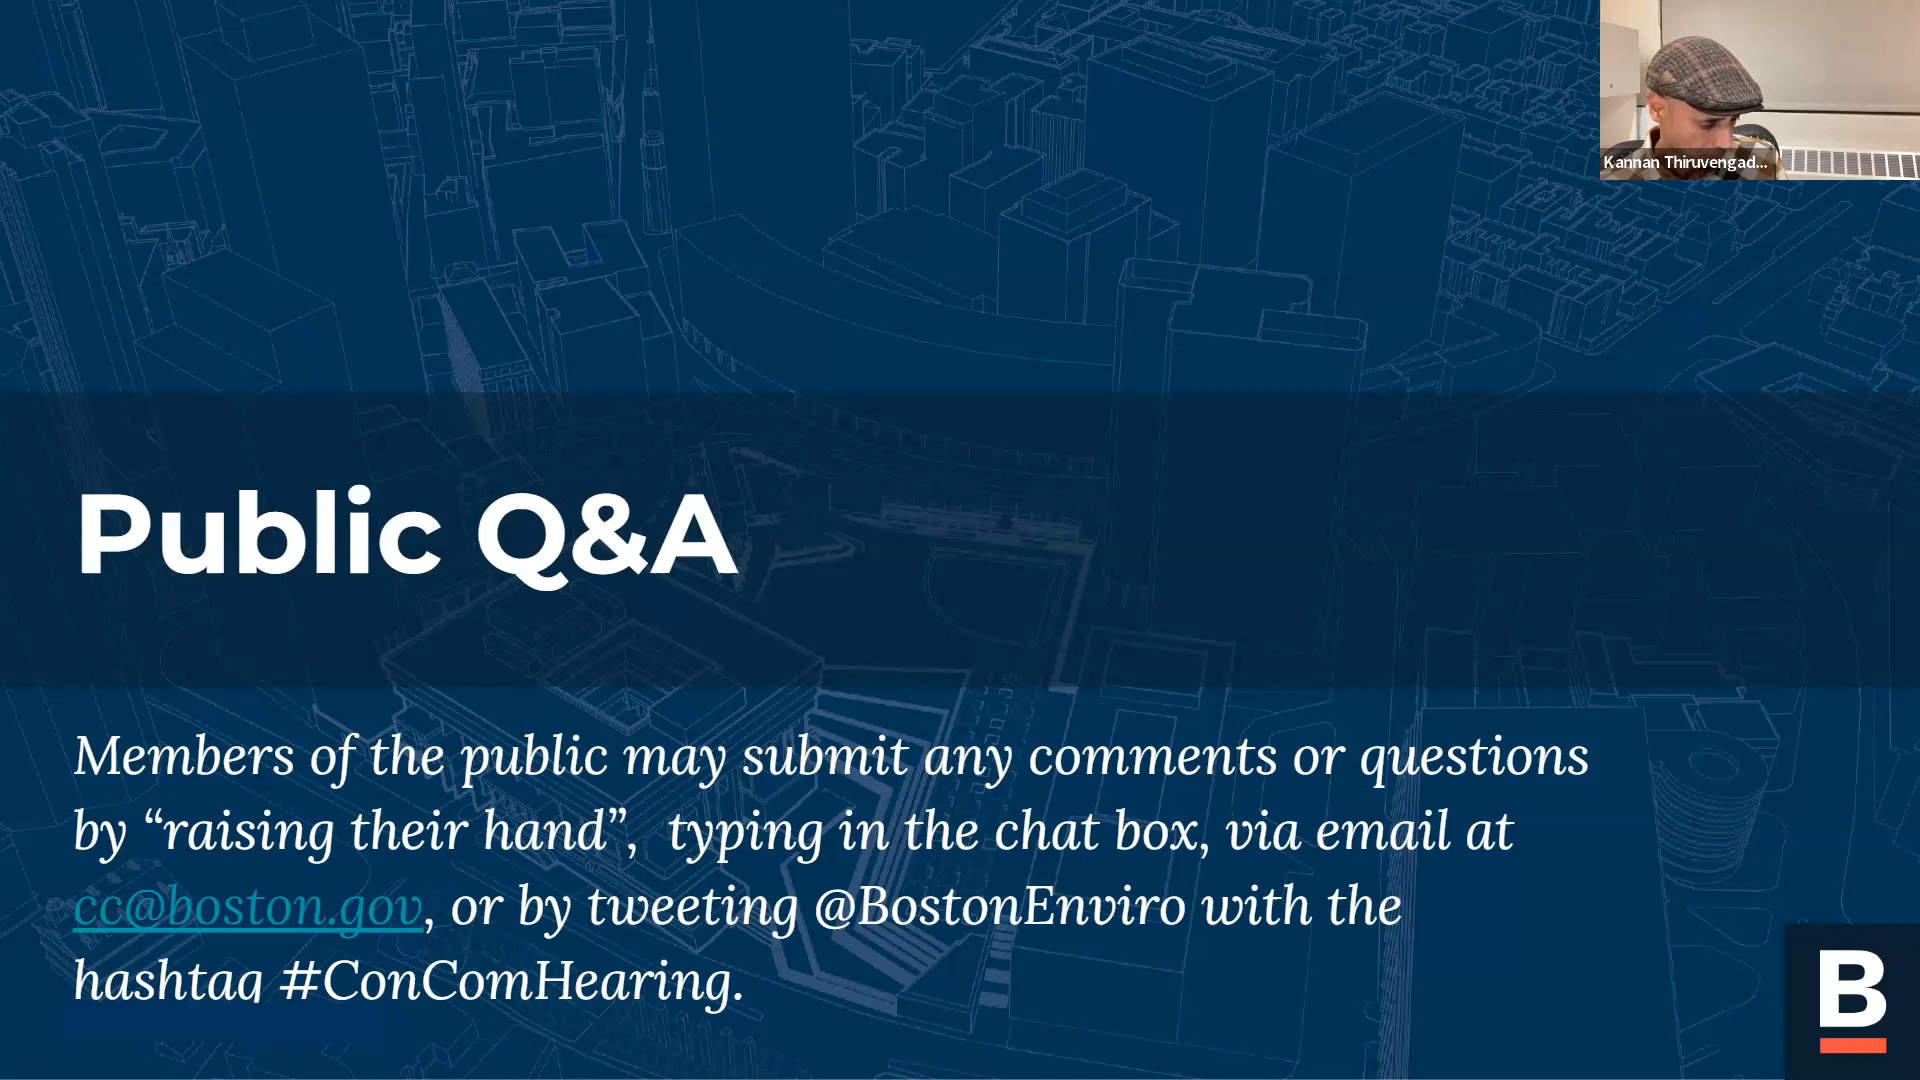 Kannan Thiruvengad...
Public Q&A
Members of the public may submit any comments or questions
by “raising their hand”, typing in the chat box, via email at
cc@boston.gov, or by tweeting @BostonEnviro with the
hashtag #ConComHearing.
B